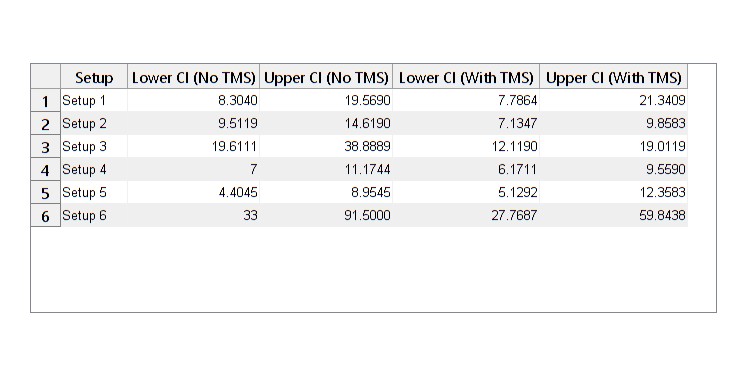 Setup Lower CI (No TMS) Upper CI (No TMS) Lower CI (With TMS) Upper CI (With TMS)
1 Setup 1 8.3040 19.5690 7.7864 21.3409
2 Setup 2 9.5119 14.6190 7.1347 9.8583
3 Setup 3 19.6111 38.8889 12.1190 19.0119
4 Setup 4 7 11.1744 6.1711 9.5590
5 Setup 5 4.4045 8.9545 5.1292 12.3583
6 Setup 6 33 91.5000 27.7687 59.8438